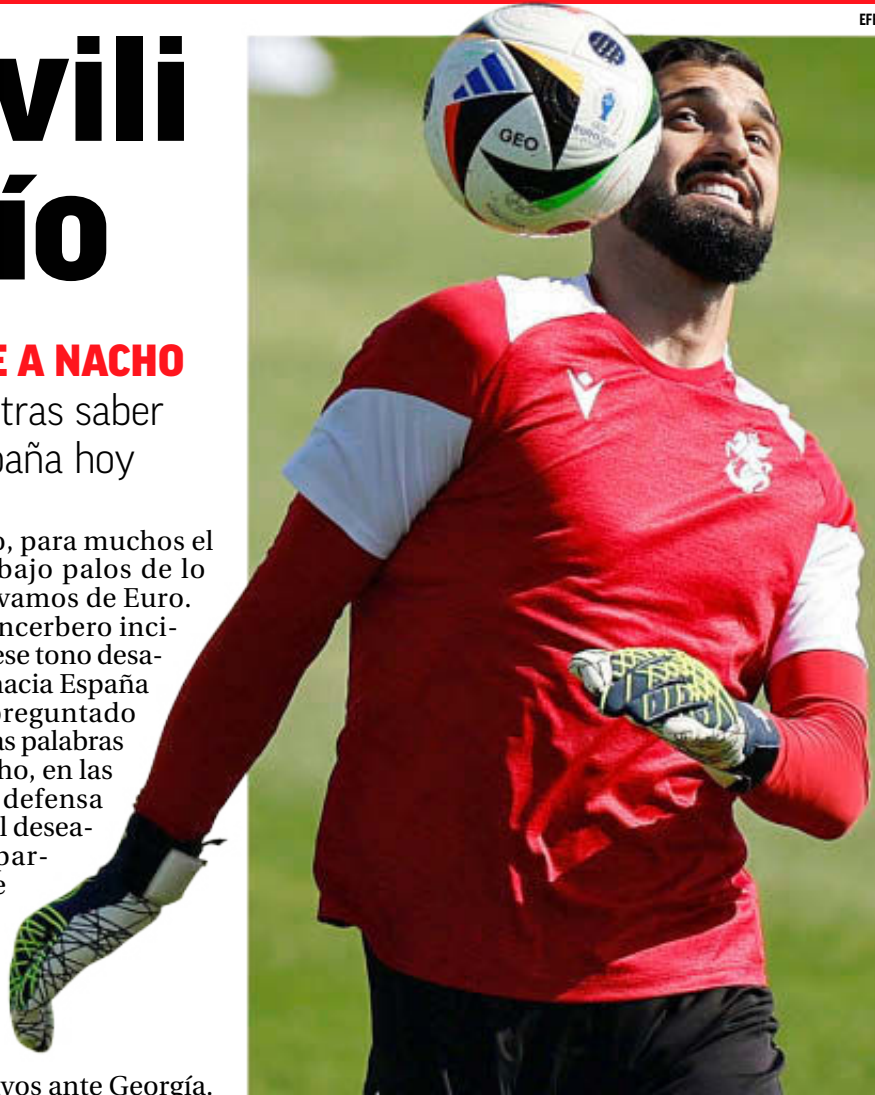 EFE
vili
ío
E A NACHO
tras saber
paña hoy
o, para muchos el
bajo palos de lo
vamos de Euro.
ncerbero inci-
ese tono desa-
hacia España
preguntado
as palabras
ho, en las
defensa
l desea-
par-
é
vos ante Georgía.
GEO